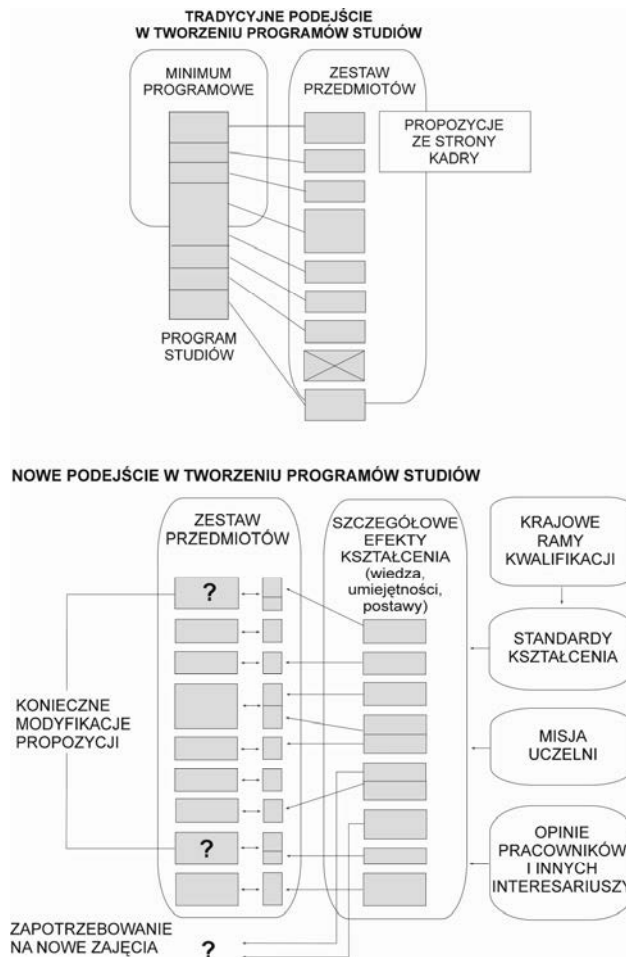 TRADYCYJNE PODEJŚCIE
W TWORZENIU PROGRAMÓW STUDIÓW
MINIMUM
PROGRAMOWE
ZESTAW
PRZEDMIOTÓW
PROPOZYCJE
ZE STRONY
KADRY
PROGRAM
STUDIÓW
NOWE PODEJŚCIE W TWORZENIU PROGRAMÓW STUDIÓW
ZESTAW
PRZEDMIOTÓW
SZCZEGÓŁOWE
EFEKTY
KSZTAŁCENIA
(wiedza,
umiejętności,
postawy)
KRAJOWE
RAMY
KWALIFIKACJI
?
STANDARDY
KSZTAŁCENIA
KONIECZNE
MODYFIKACJE
PROPOZYCJI
MISJA
UCZELNI
?
OPINIE
PRACOWNIKÓW
I INNYCH
INTERESARIUSZY
ZAPOTRZEBOWANIE
NA NOWE ZAJĘCIA
?